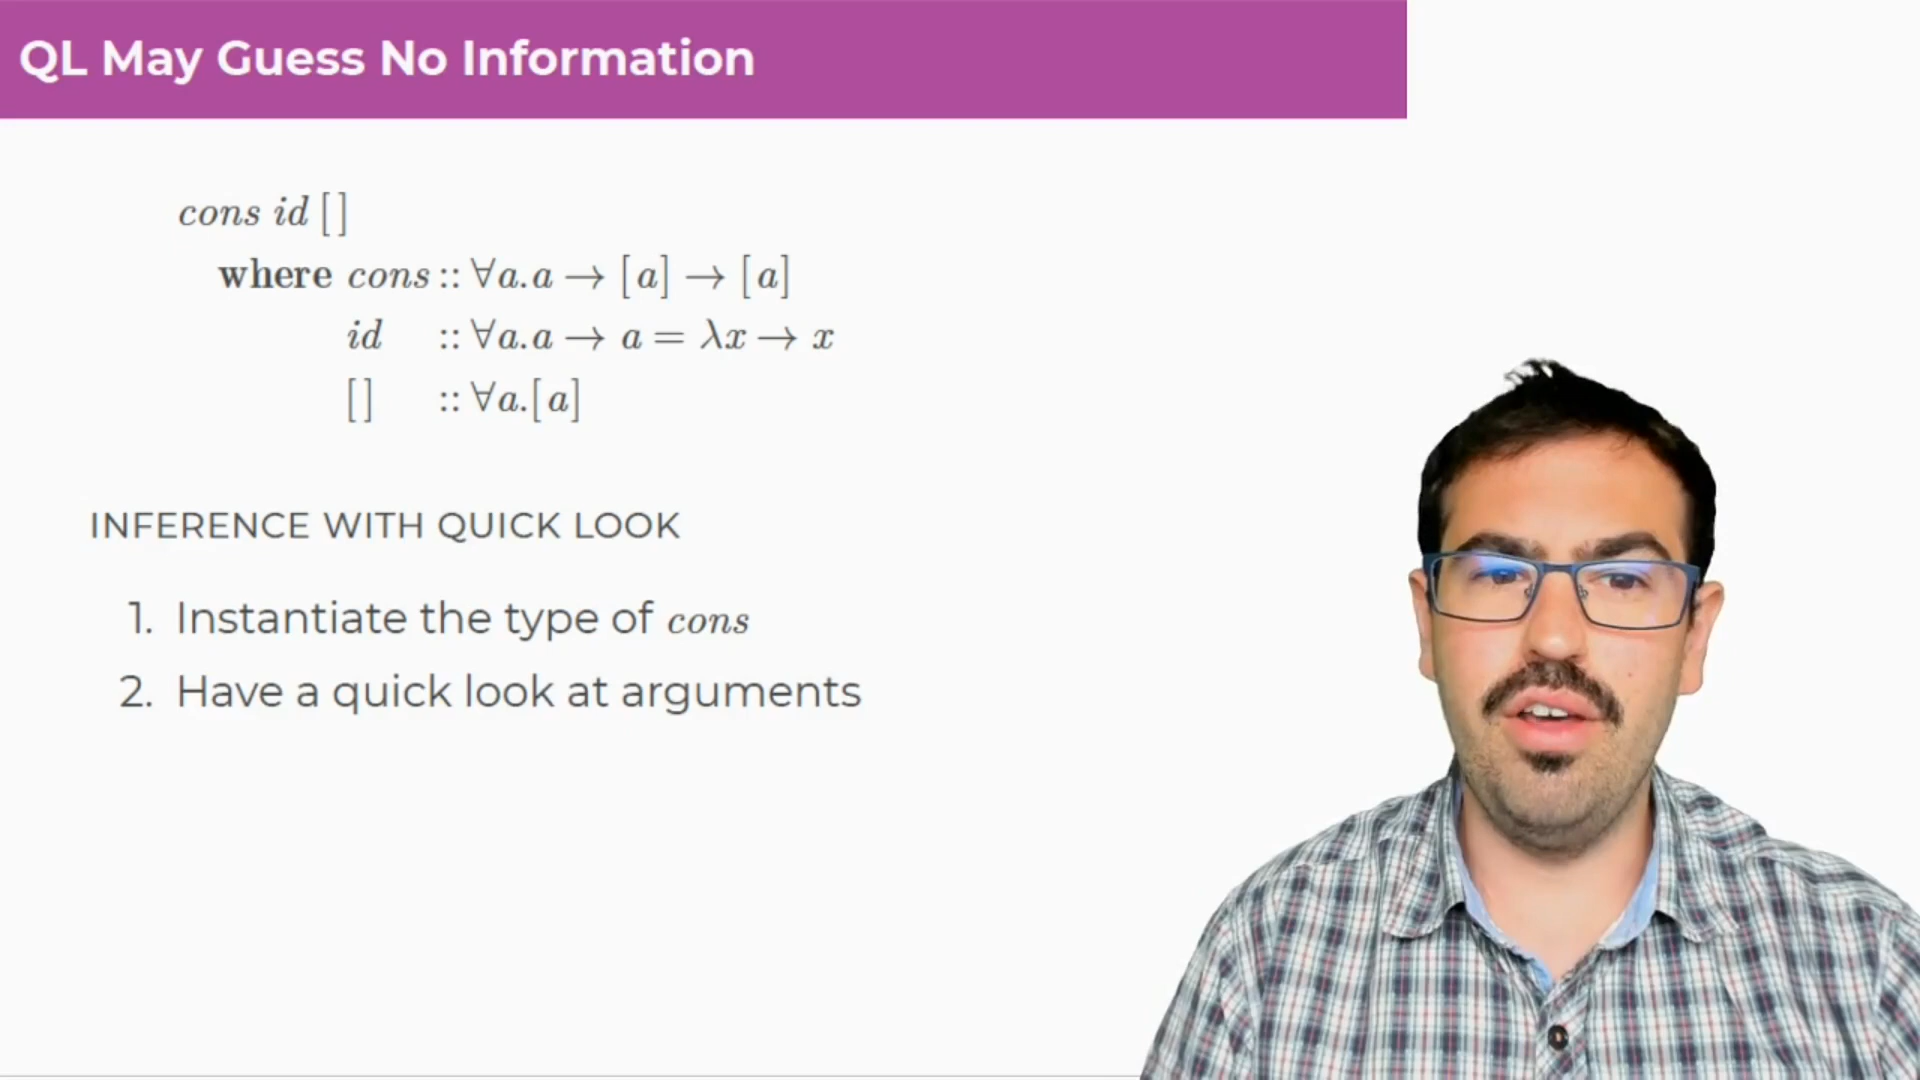 QL May Guess No Information
cons id []
where cons :: ∀a.a → [a] → [a]
id :: ∀a.a → a = λx → x
[] :: ∀a.[a]
INFERENCE WITH QUICK LOOK
1. Instantiate the type of cons
2. Have a quick look at arguments